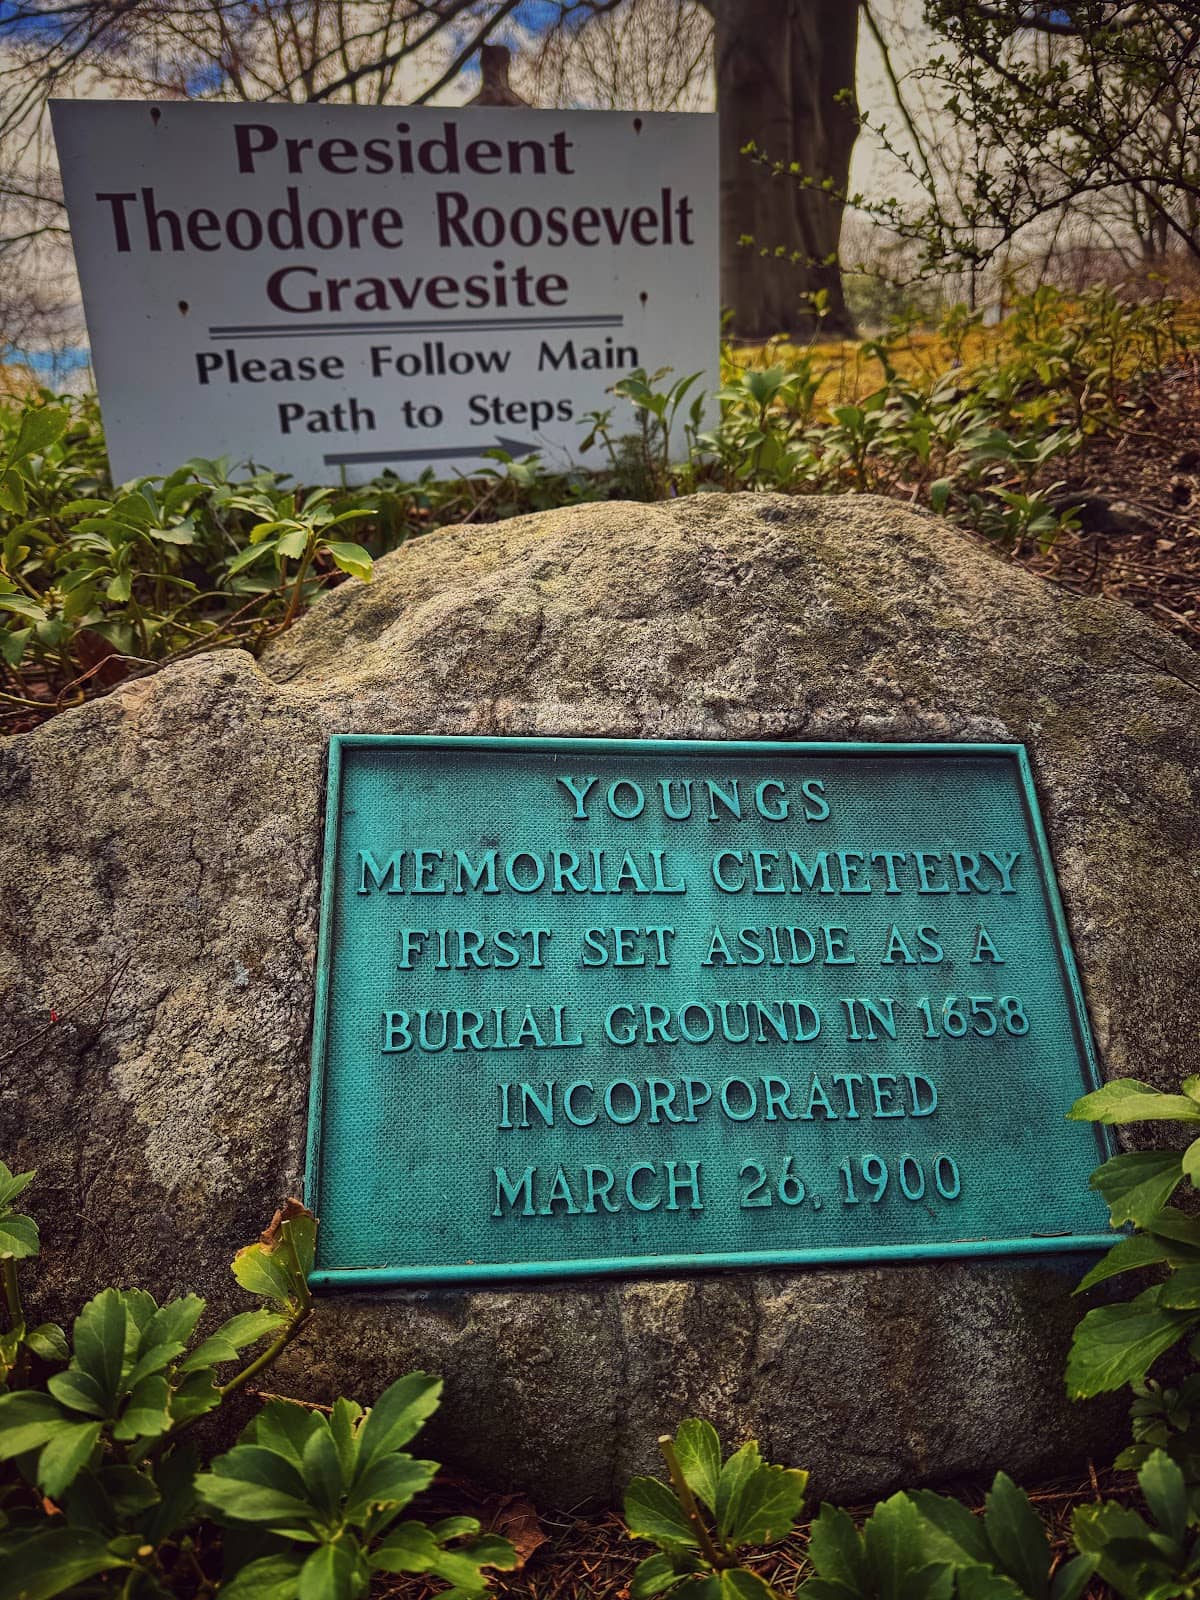 President
Theodore Roosevelt
Gravesite
Please Follow Main
Path to Steps
YOUNGS
MEMORIAL CEMETERY
FIRST SET ASIDE AS A
BURIAL GROUND IN 1658
INCORPORATED
MARCH 26, 1900